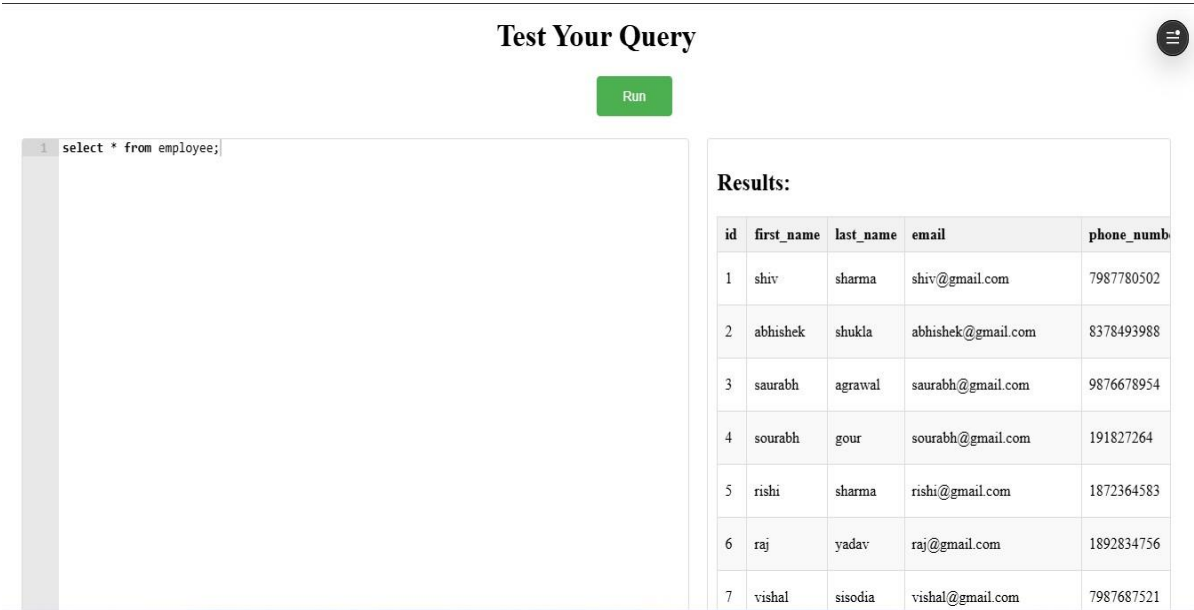 Test Your Query
Run
1 select * from employee;
Results:
id first_name last_name email phone_numb
1 shiv sharma shiv@gmail.com 7987780502
2 abhishek shukla abhishek@gmail.com 8378493988
3 saurabh agrawal saurabh@gmail.com 9876678954
4 sourabh gour sourabh@gmail.com 191827264
5 rishi sharma rishi@gmail.com 1872364583
6 raj yadav raj@gmail.com 1892834756
7 vishal sisodia vishal@gmail.com 7987687521